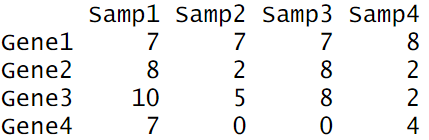 Samp1 Samp2 Samp3 Samp4
Gene1 7 7 7 8
Gene2 8 2 8 2
Gene3 10 5 8 2
Gene4 7 0 0 4